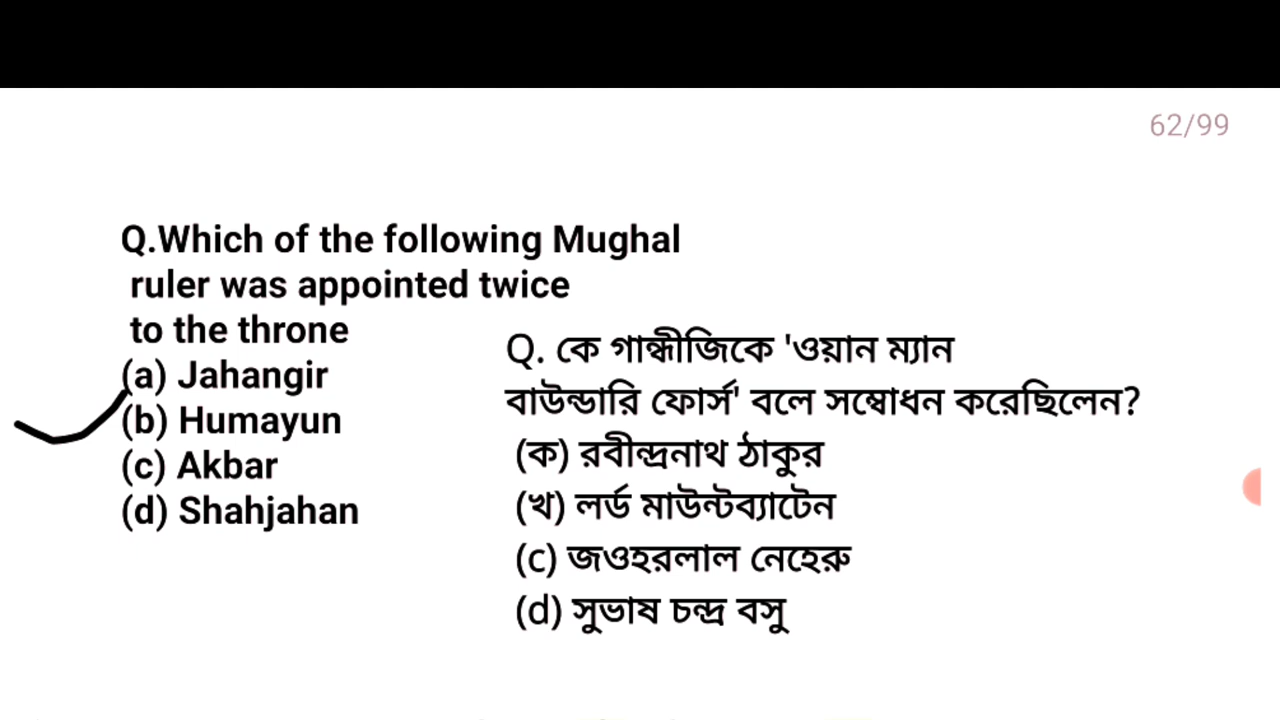 62/99
Q.Which of the following Mughal
ruler was appointed twice
to the throne
(a) Jahangir
(b) Humayun
(c) Akbar
(d) Shahjahan
Q. কে গান্ধীজিকে 'ওয়ান ম্যান
বাউন্ডারি ফোর্স' বলে সম্বোধন করেছিলেন?
(ক) রবীন্দ্রনাথ ঠাকুর
(খ) লর্ড মাউন্টব্যাটেন
(c) জওহরলাল নেহেরু
(d) সুভাষ চন্দ্র বসু